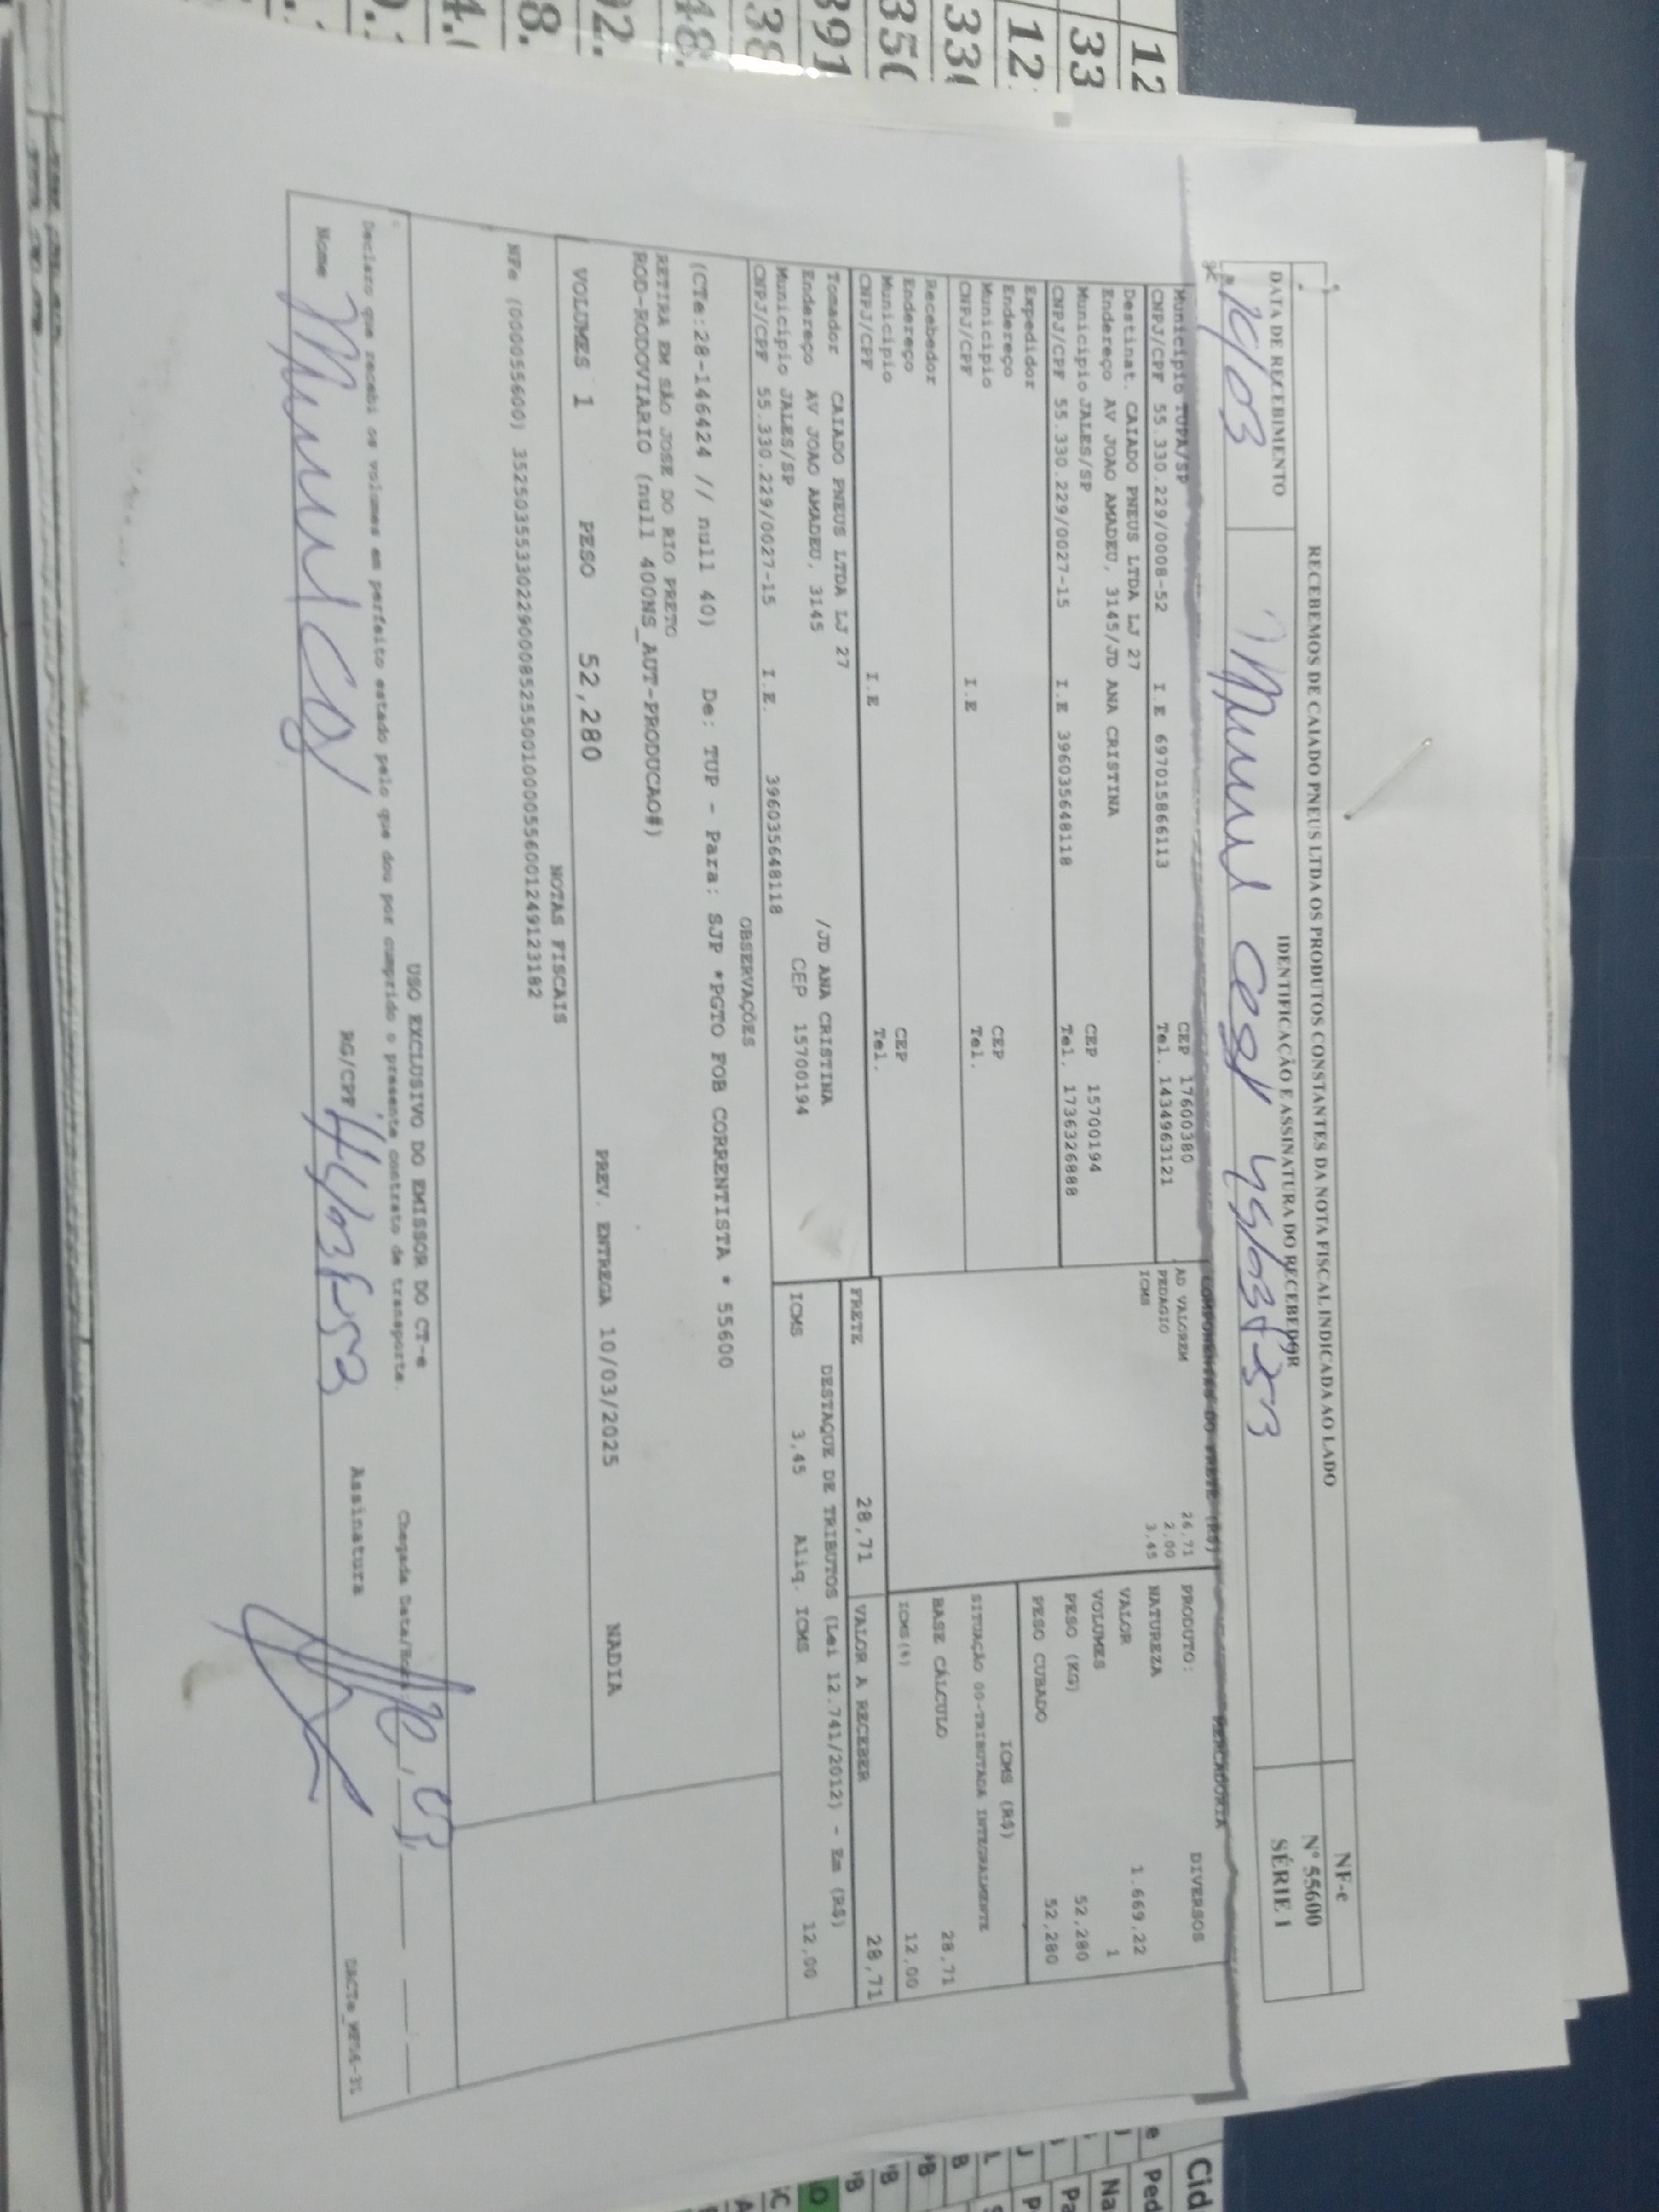 RECEBEMOS DE CAIADO PNEUS LTDA OS PRODUTOS CONSTANTES DA NOTA FISCAL INDICADA AO LADO
NF-e
Nº 55600
SÉRIE 1
DATA DE RECEBIMENTO
IDENTIFICAÇÃO E ASSINATURA DO RECEBEDOR
10/03
Município TUPA/SP CEP 17600380
CNPJ/CPF 55.330.229/0008-52 I.E 697015866113 Tel. 1434963121
Destinat. CAIADO PNEUS LTDA LJ 27
Endereço AV JOAO AMADEU, 3145/JD ANA CRISTINA
Município JALES/SP CEP 15700194
CNPJ/CPF 55.330.229/0027-15 I.E 396035648118 Tel. 1736326888
Expedidor
Endereço
Município CEP
CNPJ/CPF I.E Tel.
Recebedor
Endereço
Município CEP
CNPJ/CPF I.E Tel.
Tomador CAIADO PNEUS LTDA LJ 27
Endereço AV JOAO AMADEU, 3145 /JD ANA CRISTINA
Município JALES/SP CEP 15700194
CNPJ/CPF 55.330.229/0027-15 I.E. 396035648118
COMPONENTES DO FRETE (R$)
AD VALOREM 26,71
PEDAGIO 2,00
ICMS 3,45
FRETE 28,71
MERCADORIA
PRODUTO: DIVERSOS
NATUREZA
VALOR 1.669,22
VOLUMES 1
PESO (KG) 52,280
PESO CUBADO 52,280
ICMS (R$)
SITUAÇÃO 00-TRIBUTADA INTEGRALMENTE
BASE CÁLCULO 28,71
ICMS(%) 12,00
VALOR A RECEBER 28,71
DESTAQUE DE TRIBUTOS (Lei 12.741/2012) - Em (R$)
ICMS 3,45 Aliq. ICMS 12,00
OBSERVAÇÕES
(CTe:28-146424 // null 40) De: TUP - Para: SJP *PGTO FOB CORRENTISTA * 55600
RETIRA EM SÃO JOSE DO RIO PRETO
ROD-RODOVIARIO (null 400NS_AUT-PRODUCAO#)
VOLUMES 1 PESO 52,280 PREV. ENTREGA 10/03/2025 NADIA
NOTAS FISCAIS
NFe (000055600) 35250355330229000852550010000556001249123182
USO EXCLUSIVO DO EMISSOR DO CT-e
Declaro que recebi os volumes em perfeito estado pelo que dou por cumprido o presente contrato de transporte.
Chegada Data/Hora 10/03
Nome
RG/CPF
Assinatura